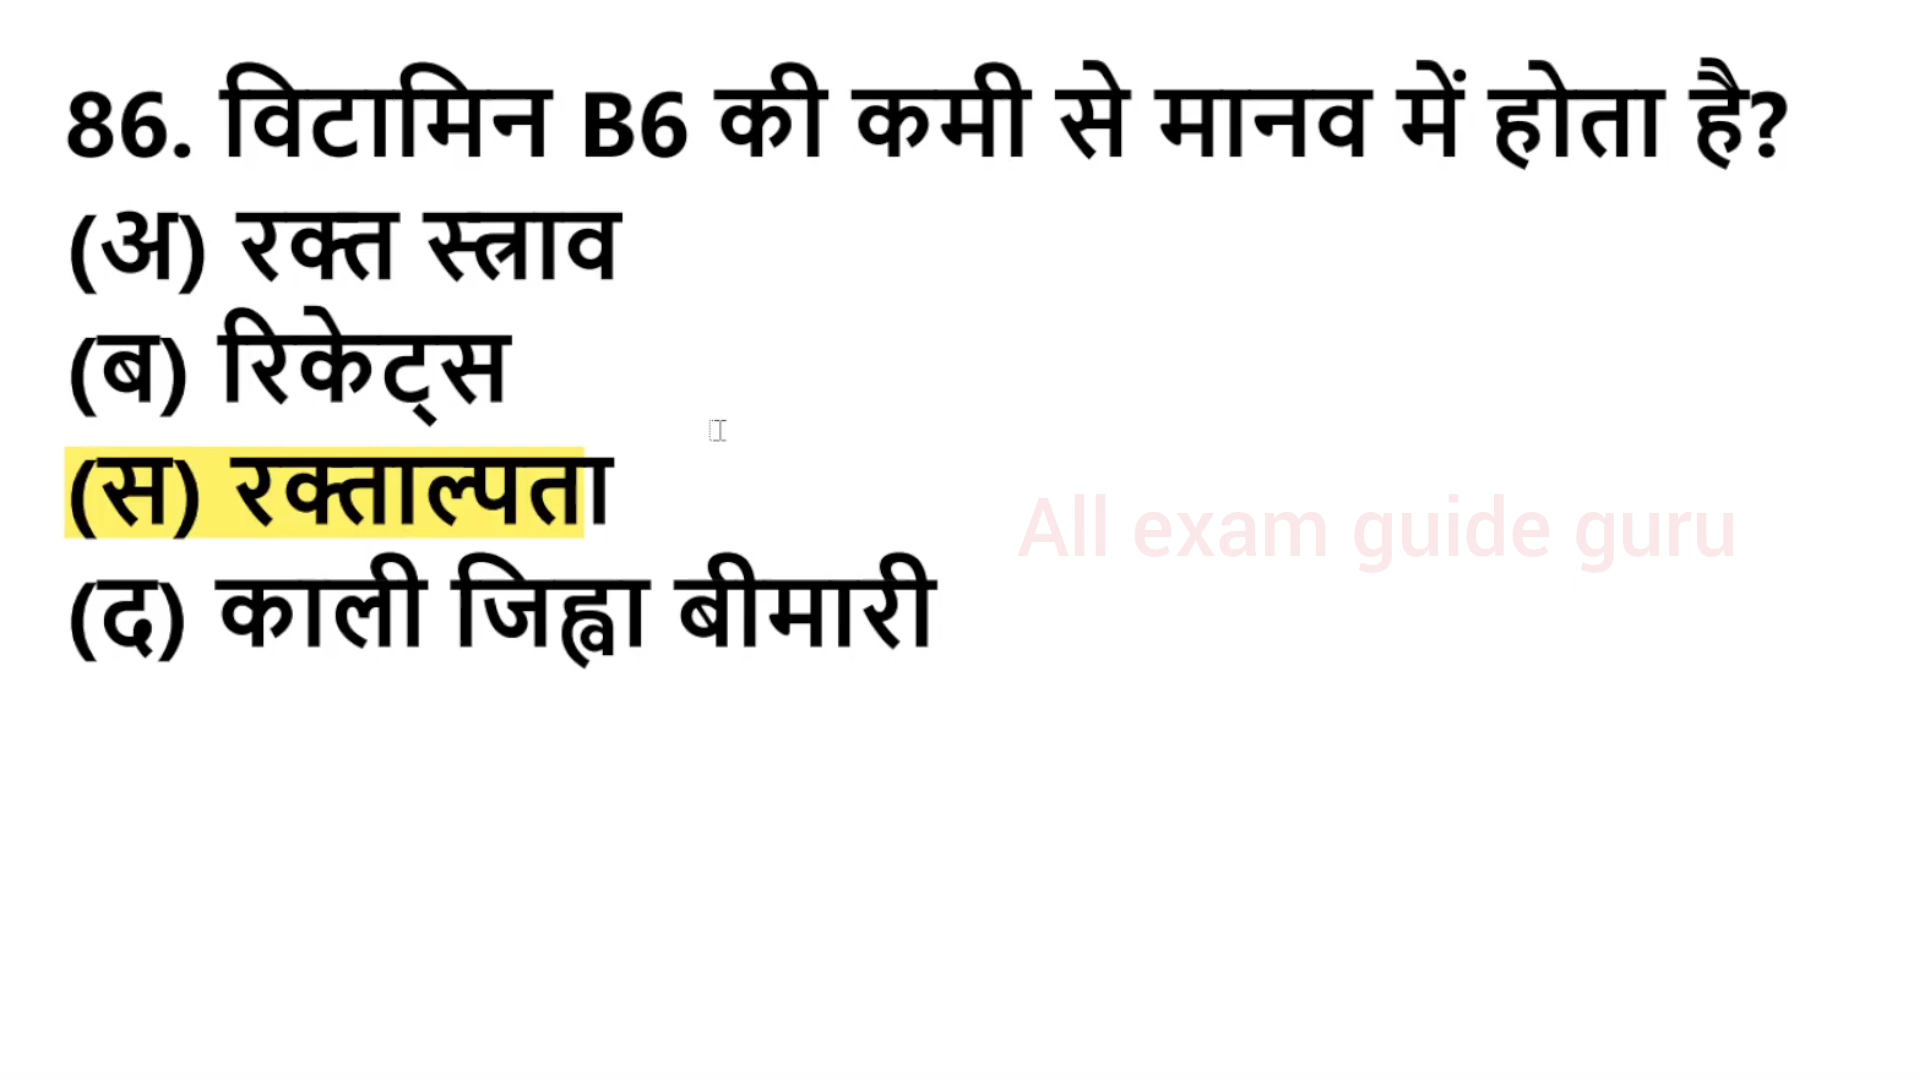 86. विटामिन B6 की कमी से मानव में होता है?
(अ) रक्त स्त्राव
(ब) रिकेट्स
(स) रक्ताल्पता
All exam guide guru
(द) काली जिह्वा बीमारी